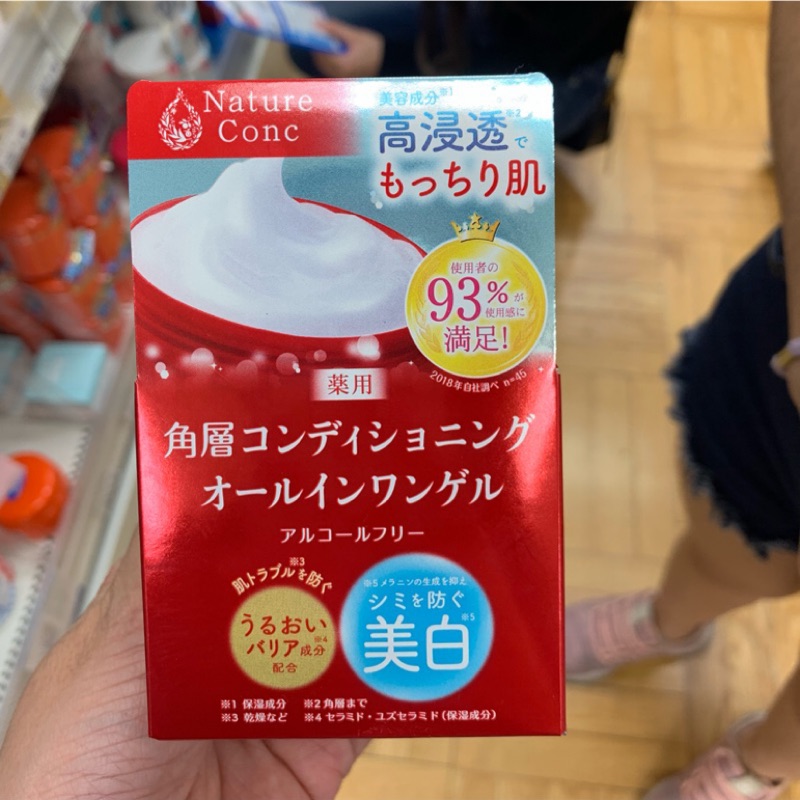 Nature
Conc
美容成分※1
高浸透※2で
もっちり肌
使用者の
93%が
使用感に
満足!
2018年自社調べ n=45
薬用
角層コンディショニング
オールインワンゲル
アルコールフリー
肌トラブル※3を防ぐ
うるおい
バリア成分※4
配合
※5 メラニンの生成を抑え
シミを防ぐ
美白※5
※1 保湿成分 ※2 角層まで
※3 乾燥など ※4 セラミド・ユズセラミド(保湿成分)